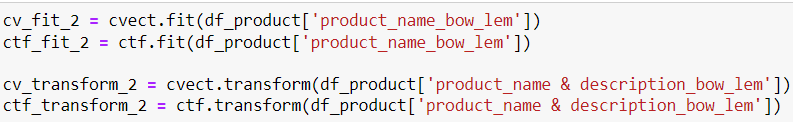 cv_fit_2 = cvect.fit(df_product['product_name_bow_lem'])
ctf_fit_2 = ctf.fit(df_product['product_name_bow_lem'])
cv_transform_2 = cvect.transform(df_product['product_name & description_bow_lem'])
ctf_transform_2 = ctf.transform(df_product['product_name & description_bow_lem'])